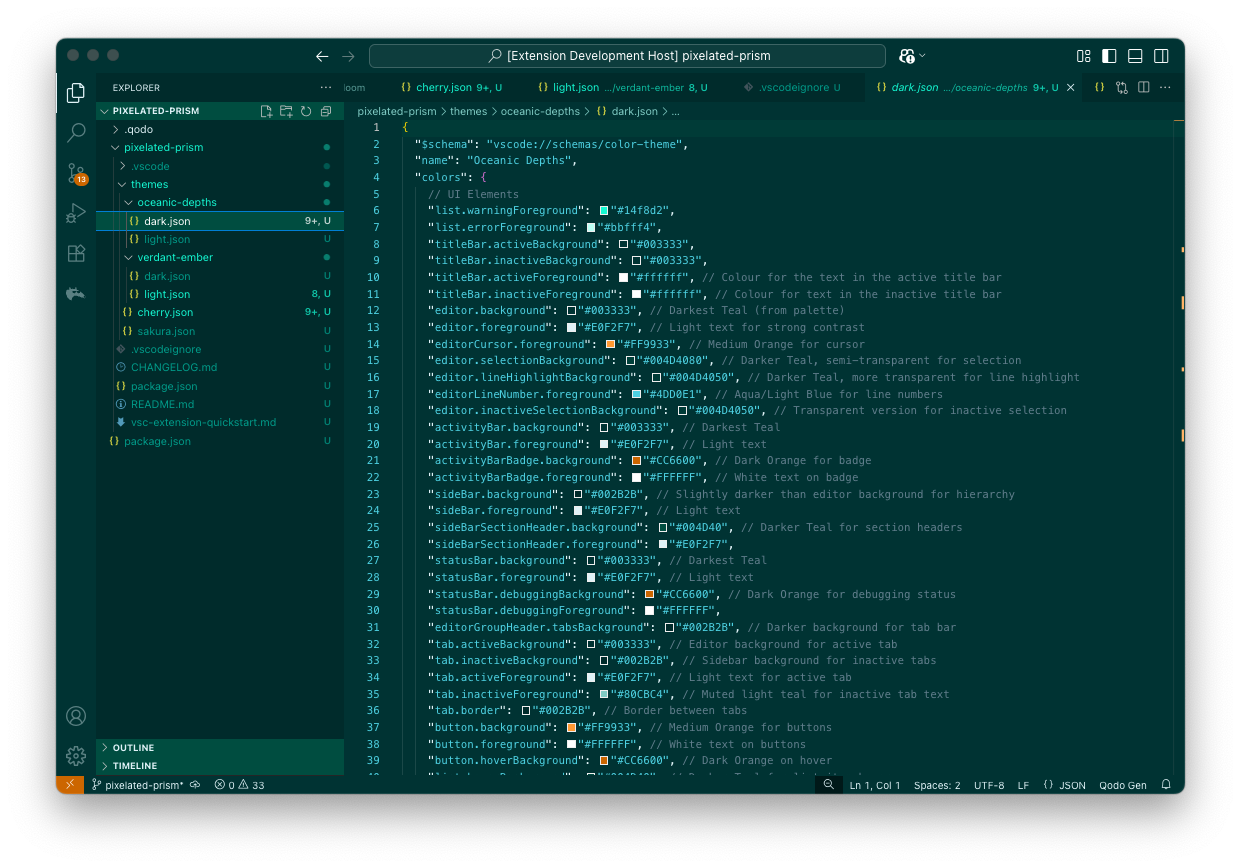 [Extension Development Host] pixelated-prism
EXPLORER
PIXELATED-PRISM
.qodo
pixelated-prism
.vscode
themes
oceanic-depths
dark.json 9+, U
light.json U
verdant-ember
dark.json U
light.json 8, U
cherry.json 9+, U
sakura.json U
.vscodeignore U
CHANGELOG.md U
package.json U
README.md U
vsc-extension-quickstart.md U
package.json U
OUTLINE
TIMELINE
13
loom {} cherry.json 9+, U {} light.json .../verdant-ember 8, U .vscodeignore U {} dark.json .../oceanic-depths 9+, U
pixelated-prism > themes > oceanic-depths > {} dark.json > ...
1 {
2 "$schema": "vscode://schemas/color-theme",
3 "name": "Oceanic Depths",
4 "colors": {
5 // UI Elements
6 "list.warningForeground": "#14f8d2",
7 "list.errorForeground": "#bbfff4",
8 "titleBar.activeBackground": "#003333",
9 "titleBar.inactiveBackground": "#003333",
10 "titleBar.activeForeground": "#ffffff", // Colour for the text in the active title bar
11 "titleBar.inactiveForeground": "#ffffff", // Colour for text in the inactive title bar
12 "editor.background": "#003333", // Darkest Teal (from palette)
13 "editor.foreground": "#E0F2F7", // Light text for strong contrast
14 "editorCursor.foreground": "#FF9933", // Medium Orange for cursor
15 "editor.selectionBackground": "#004D4080", // Darker Teal, semi-transparent for selection
16 "editor.lineHighlightBackground": "#004D4050", // Darker Teal, more transparent for line highlight
17 "editorLineNumber.foreground": "#4DD0E1", // Aqua/Light Blue for line numbers
18 "editor.inactiveSelectionBackground": "#004D4050", // Transparent version for inactive selection
19 "activityBar.background": "#003333", // Darkest Teal
20 "activityBar.foreground": "#E0F2F7", // Light text
21 "activityBarBadge.background": "#CC6600", // Dark Orange for badge
22 "activityBarBadge.foreground": "#FFFFFF", // White text on badge
23 "sideBar.background": "#002B2B", // Slightly darker than editor background for hierarchy
24 "sideBar.foreground": "#E0F2F7", // Light text
25 "sideBarSectionHeader.background": "#004D40", // Darker Teal for section headers
26 "sideBarSectionHeader.foreground": "#E0F2F7",
27 "statusBar.background": "#003333", // Darkest Teal
28 "statusBar.foreground": "#E0F2F7", // Light text
29 "statusBar.debuggingBackground": "#CC6600", // Dark Orange for debugging status
30 "statusBar.debuggingForeground": "#FFFFFF",
31 "editorGroupHeader.tabsBackground": "#002B2B", // Darker background for tab bar
32 "tab.activeBackground": "#003333", // Editor background for active tab
33 "tab.inactiveBackground": "#002B2B", // Sidebar background for inactive tabs
34 "tab.activeForeground": "#E0F2F7", // Light text for active tab
35 "tab.inactiveForeground": "#80CBC4", // Muted light teal for inactive tab text
36 "tab.border": "#002B2B", // Border between tabs
37 "button.background": "#FF9933", // Medium Orange for buttons
38 "button.foreground": "#FFFFFF", // White text on buttons
39 "button.hoverBackground": "#CC6600", // Dark Orange on hover
pixelated-prism* 0 33 Ln 1, Col 1 Spaces: 2 UTF-8 LF {} JSON Qodo Gen